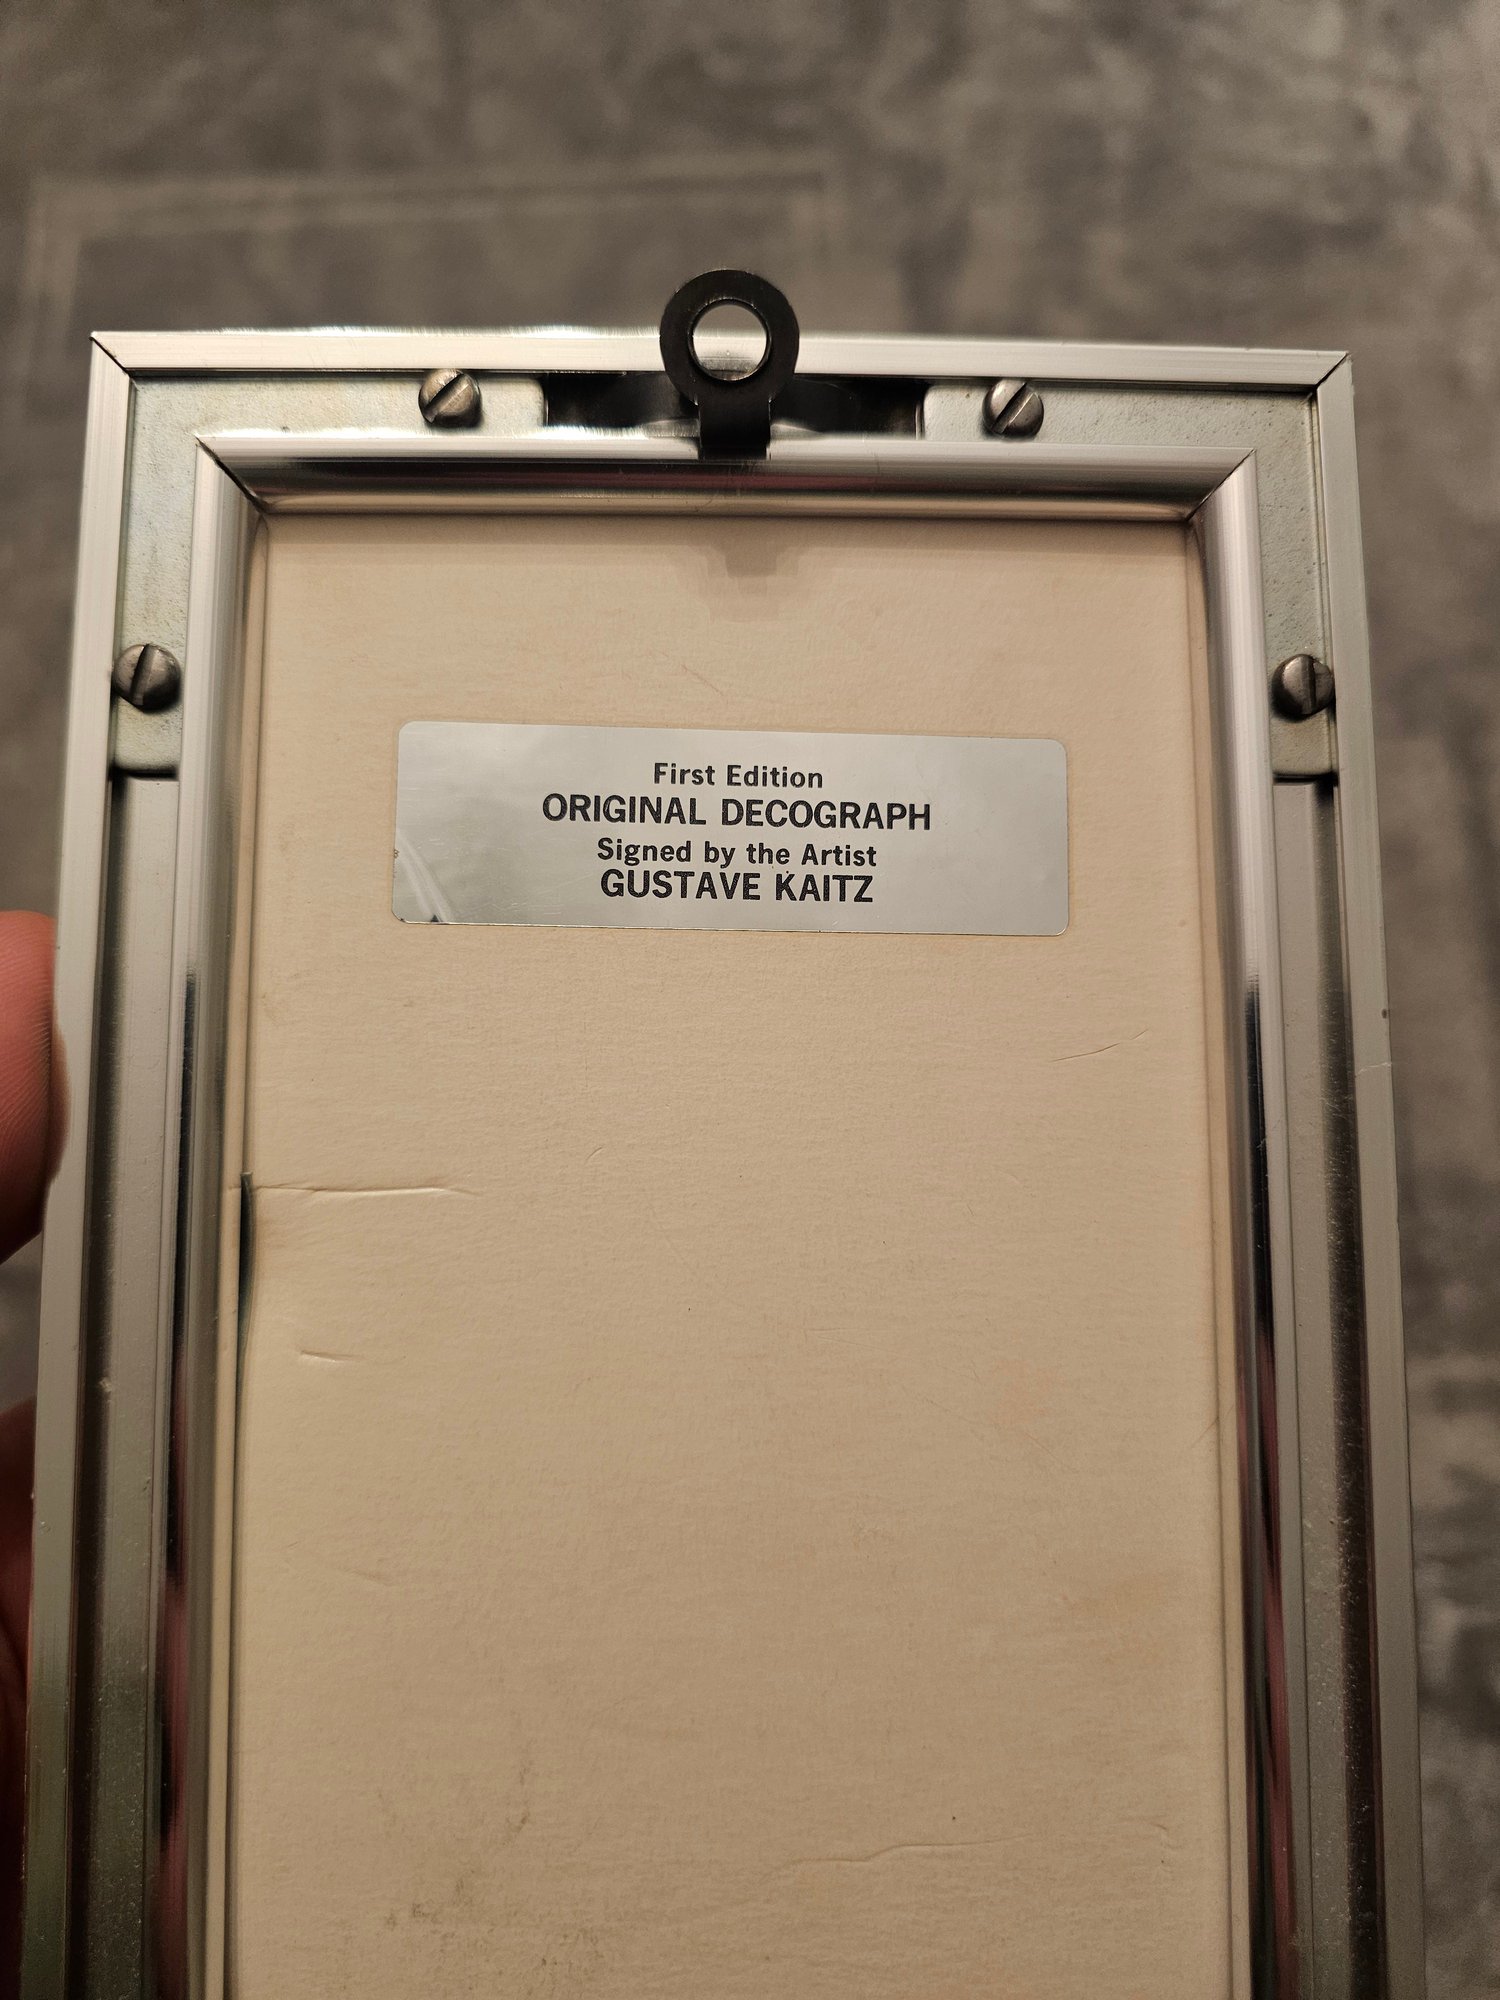 First Edition
ORIGINAL DECOGRAPH
Signed by the Artist
GUSTAVE KAITZ